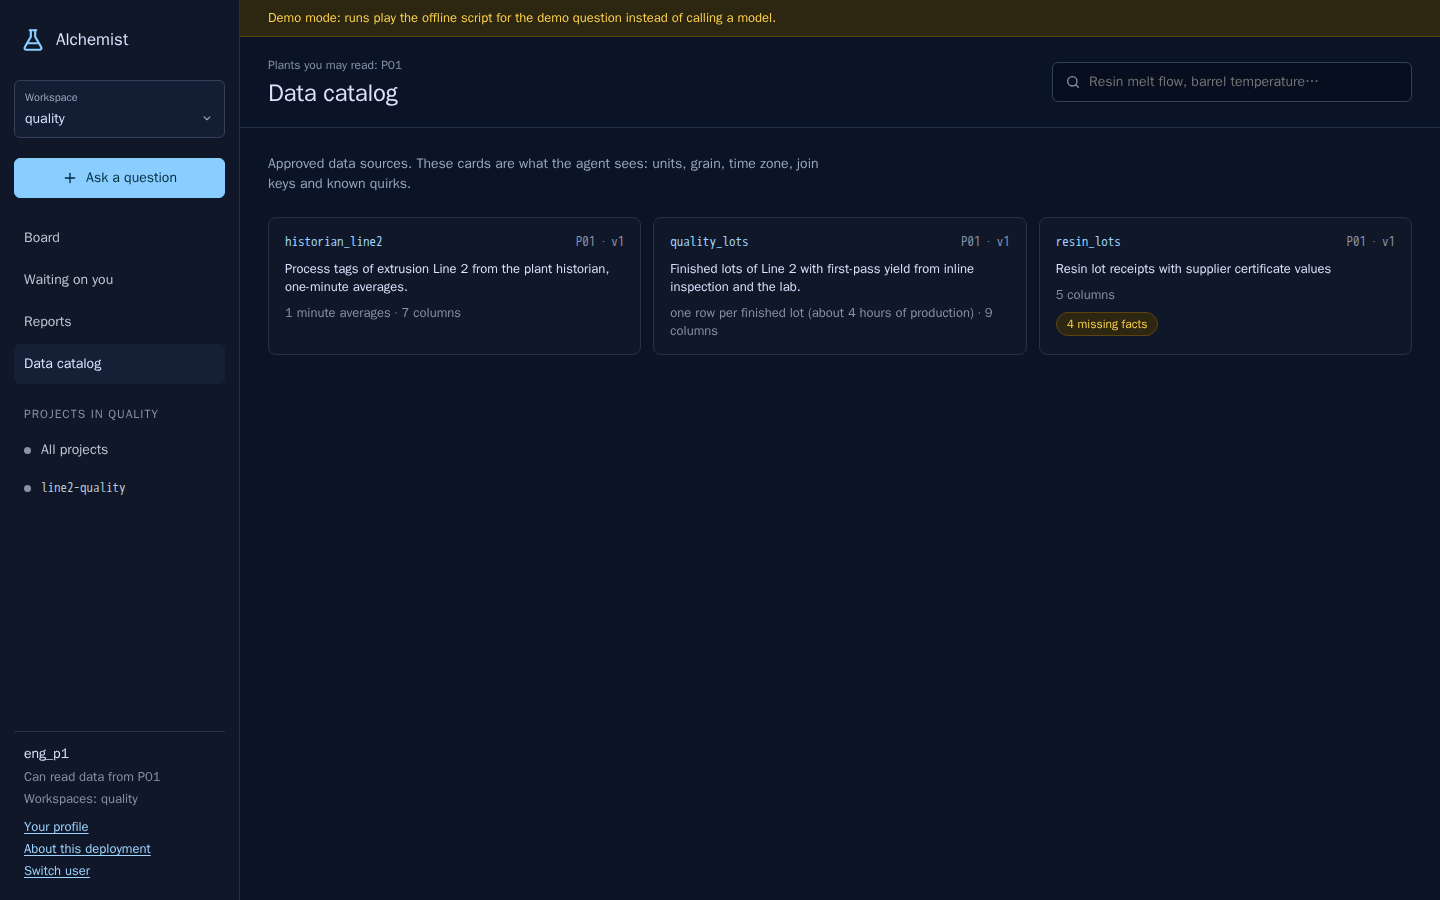 Alchemist
Workspace
quality
Ask a question
Board
Waiting on you
Reports
Data catalog
PROJECTS IN QUALITY
All projects
line2-quality
eng_p1
Can read data from P01
Workspaces: quality
Your profile
About this deployment
Switch user
Demo mode: runs play the offline script for the demo question instead of calling a model.
Plants you may read: P01
Data catalog
Resin melt flow, barrel temperature…
Approved data sources. These cards are what the agent sees: units, grain, time zone, join
keys and known quirks.
historian_line2
P01 · v1
Process tags of extrusion Line 2 from the plant historian,
one-minute averages.
1 minute averages · 7 columns
quality_lots
P01 · v1
Finished lots of Line 2 with first-pass yield from inline
inspection and the lab.
one row per finished lot (about 4 hours of production) · 9
columns
resin_lots
P01 · v1
Resin lot receipts with supplier certificate values
5 columns
4 missing facts